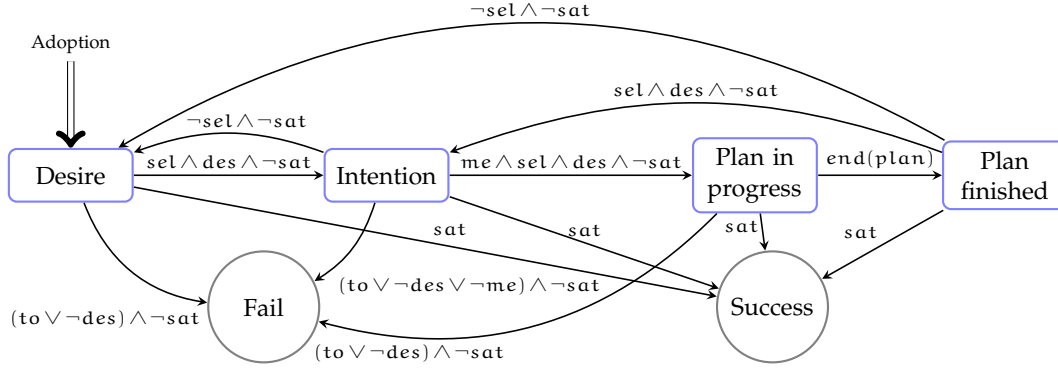 ¬sel∧¬sat
Adoption
sel∧des∧¬sat
¬sel∧¬sat
Desire
sel∧des∧¬sat
Intention
me∧sel∧des∧¬sat
Plan in
progress
end(plan)
Plan
finished
sat
sat
sat
sat
(to∨¬des∨¬me)∧¬sat
Fail
Success
(to∨¬des)∧¬sat
(to∨¬des)∧¬sat